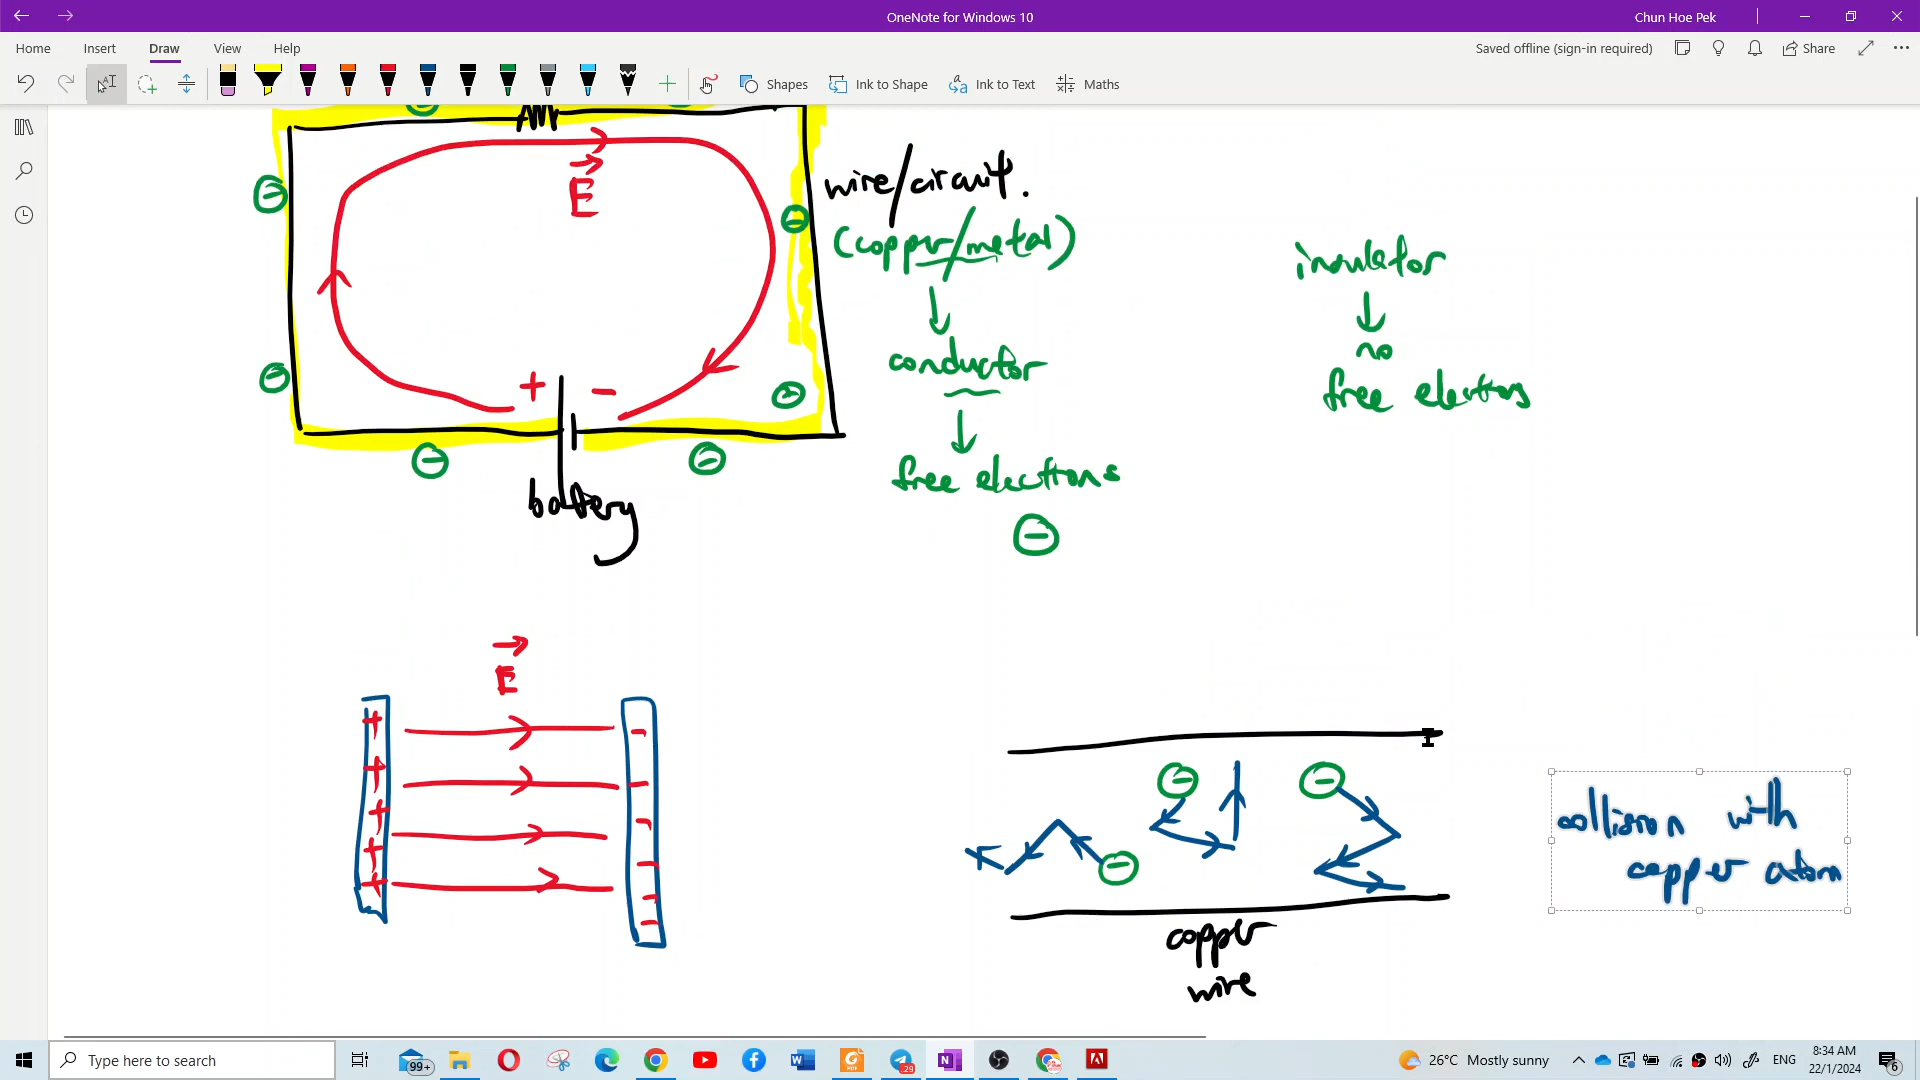 OneNote for Windows 10
Chun Hoe Pek
Home Insert Draw View Help
Saved offline (sign-in required)
Share
Shapes
Ink to Shape
Ink to Text
Maths
E
+ -
battery
wire/circuit.
(copper/metal)
conductor
free electrons
insulator
no
free electrons
E
copper
wire
collision with
copper atom
Type here to search
99+
29
26°C Mostly sunny
ENG
8:34 AM
22/1/2024
6